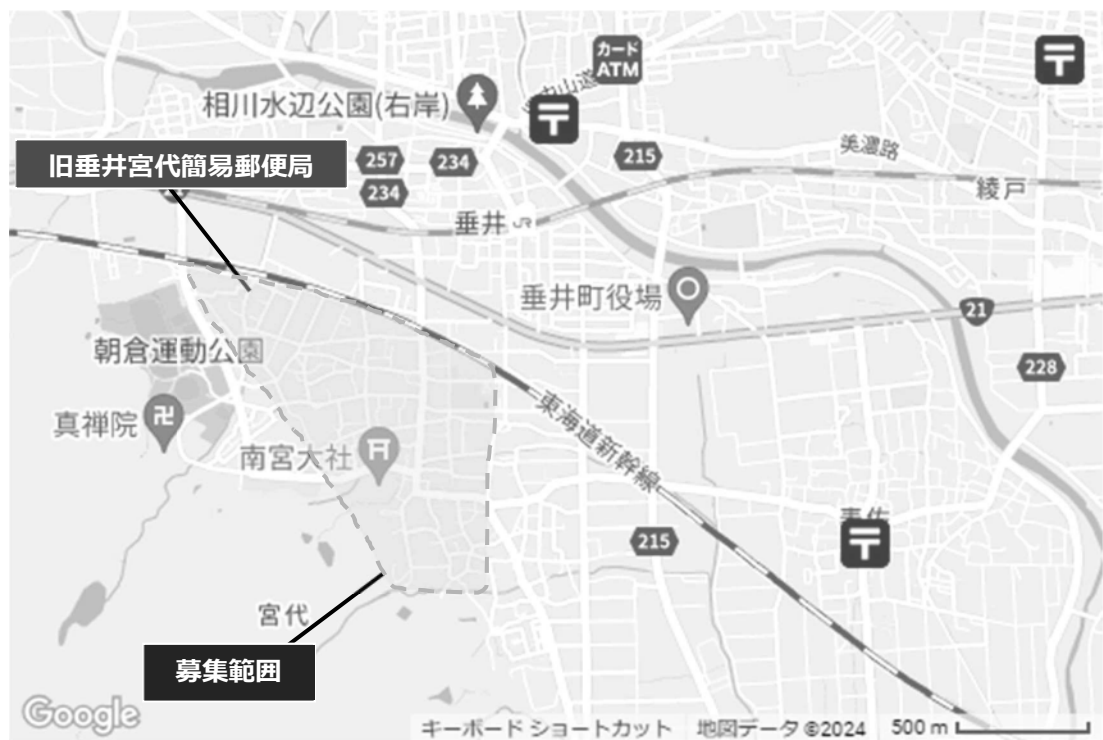 カード
ATM
相川水辺公園(右岸)
旧垂井宮代簡易郵便局
257
234
215
美濃路
234
綾戸
垂井
垂井町役場
21
朝倉運動公園
228
真禅院
南宮大社
東海道新幹線
215
宮代
募集範囲
Google
キーボード ショートカット
地図データ ©2024
500 m